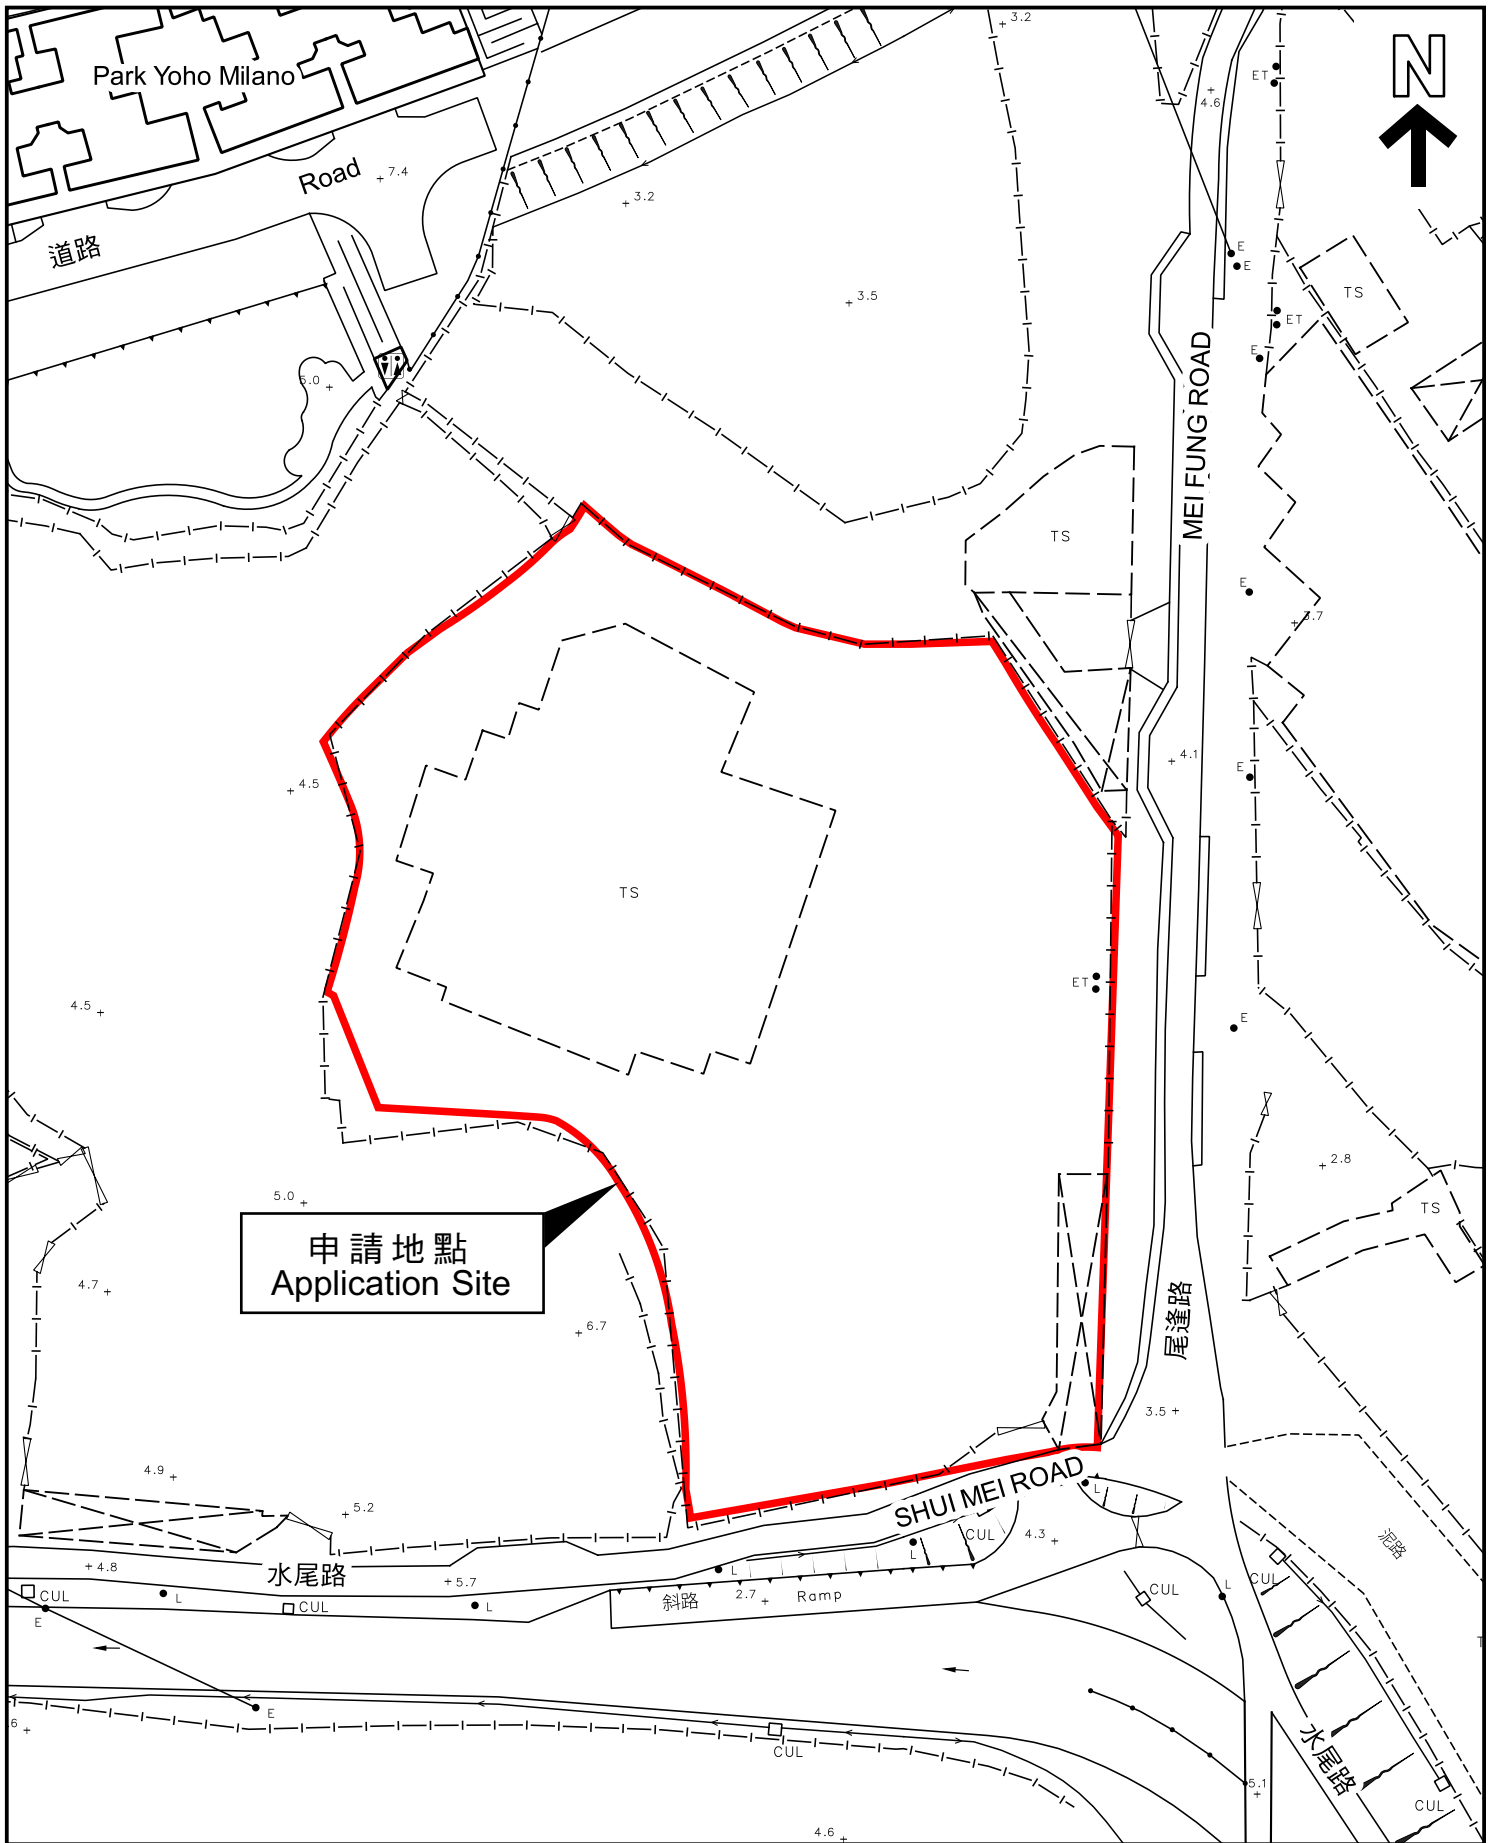 3.2
N
Park Yoho Milano
ET
4.6
Road
7.4
3.2
道路
E
E
3.5
TS
ET
E
5.0
MEI FUNG ROAD
TS
E
3.7
4.5
4.1
E
TS
ET
4.5
E
2.8
5.0
TS
申請地點
Application Site
4.7
6.7
尾逢路
3.5
4.9
SHUI MEI ROAD
L
5.2
CUL
4.3
泥路
4.8
水尾路
5.7
L
CUL
CUL
L
CUL
L
CUL
L
L
E
斜路
2.7
Ramp
E
6
CUL
水尾路
5.1
CUL
4.6